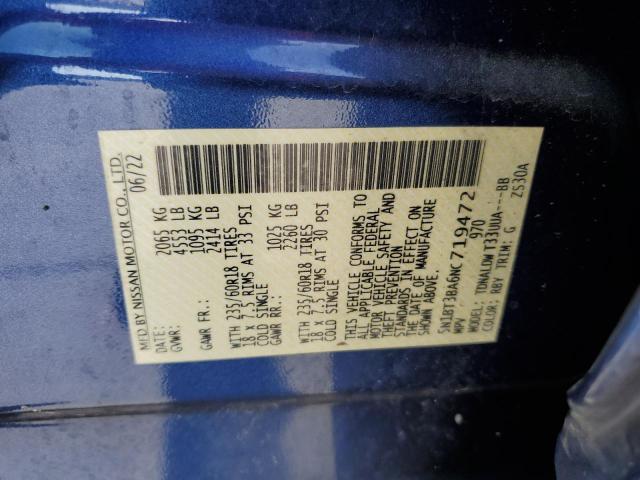 MFD BY NISSAN MOTOR CO., LTD.
DATE: 06/22
GVWR: 2065 KG
4553 LB
GAWR FR.: 1095 KG
2414 LB
WITH 235/60R18 TIRES
18 X 7.5 RIMS AT 33 PSI
COLD SINGLE
GAWR RR.: 1025 KG
2260 LB
WITH 235/60R18 TIRES
18 X 7.5 RIMS AT 30 PSI
COLD SINGLE
THIS VEHICLE CONFORMS TO
ALL APPLICABLE FEDERAL
MOTOR VEHICLE SAFETY AND
THEFT PREVENTION
STANDARDS IN EFFECT ON
THE DATE OF MANUFACTURE
SHOWN ABOVE.
5N1BT3BA6NC719472
MPV 970
MODEL: TDNALDWT33UUA---BB
COLOR: RBY TRIM: G ZS30A